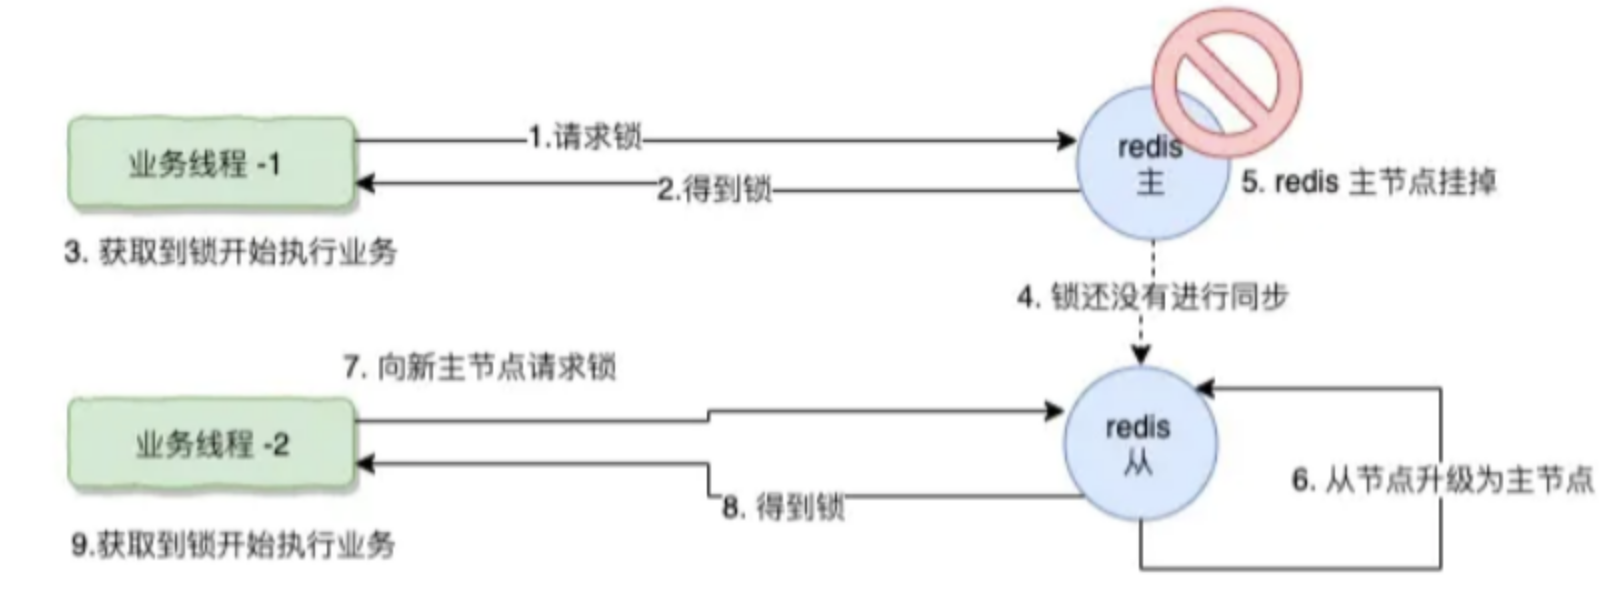 业务线程 -1
1.请求锁
2.得到锁
redis
主
5. redis 主节点挂掉
3. 获取到锁开始执行业务
4. 锁还没有进行同步
7. 向新主节点请求锁
业务线程 -2
redis
从
6. 从节点升级为主节点
8. 得到锁
9.获取到锁开始执行业务